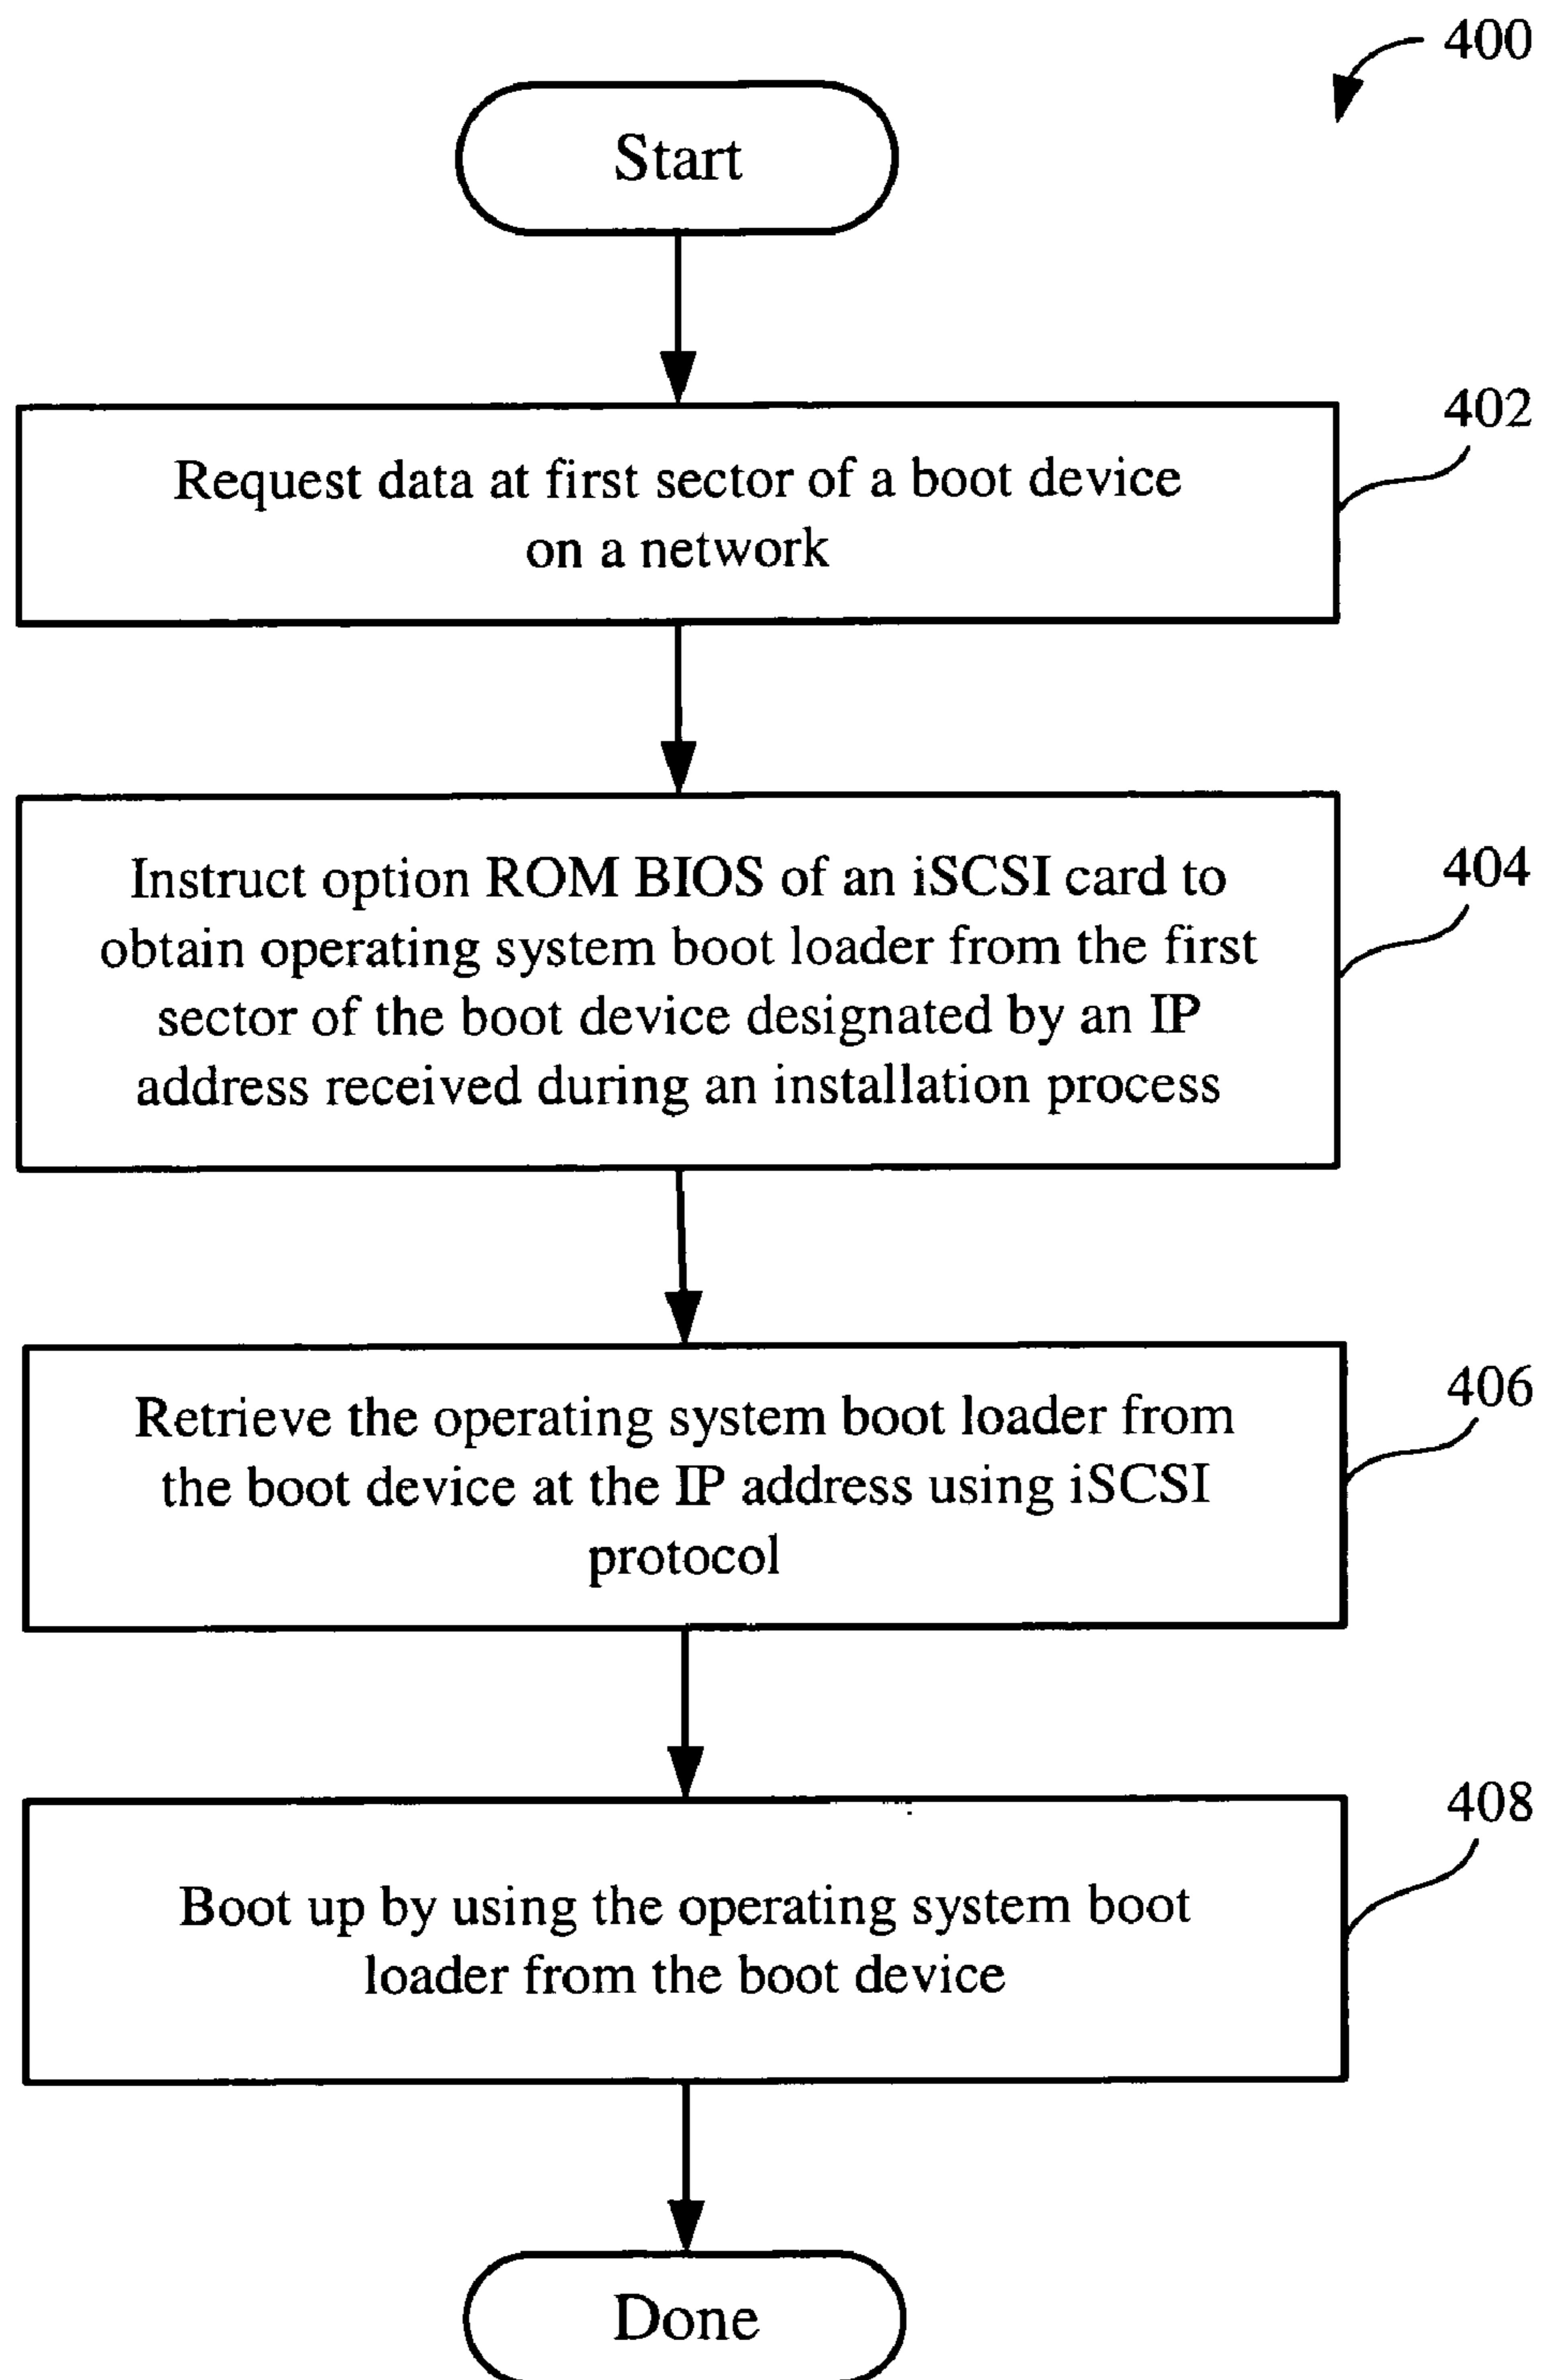 400
Start
402
Request data at first sector of a boot device
on a network
404
Instruct option ROM BIOS of an iSCSI card to
obtain operating system boot loader from the first
sector of the boot device designated by an IP
address received during an installation process
406
Retrieve the operating system boot loader from
the boot device at the IP address using iSCSI
protocol
408
Boot up by using the operating system boot
loader from the boot device
Done